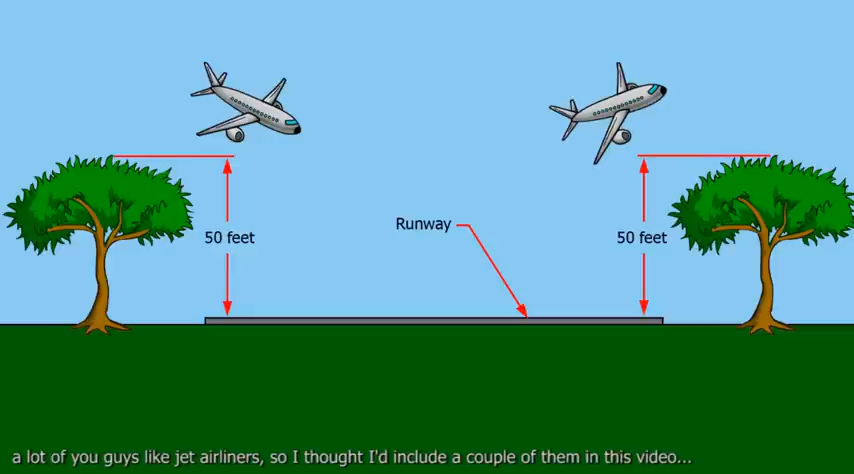 Runway
50 feet
50 feet
a lot of you guys like jet airliners, so I thought I'd include a couple of them in this video...